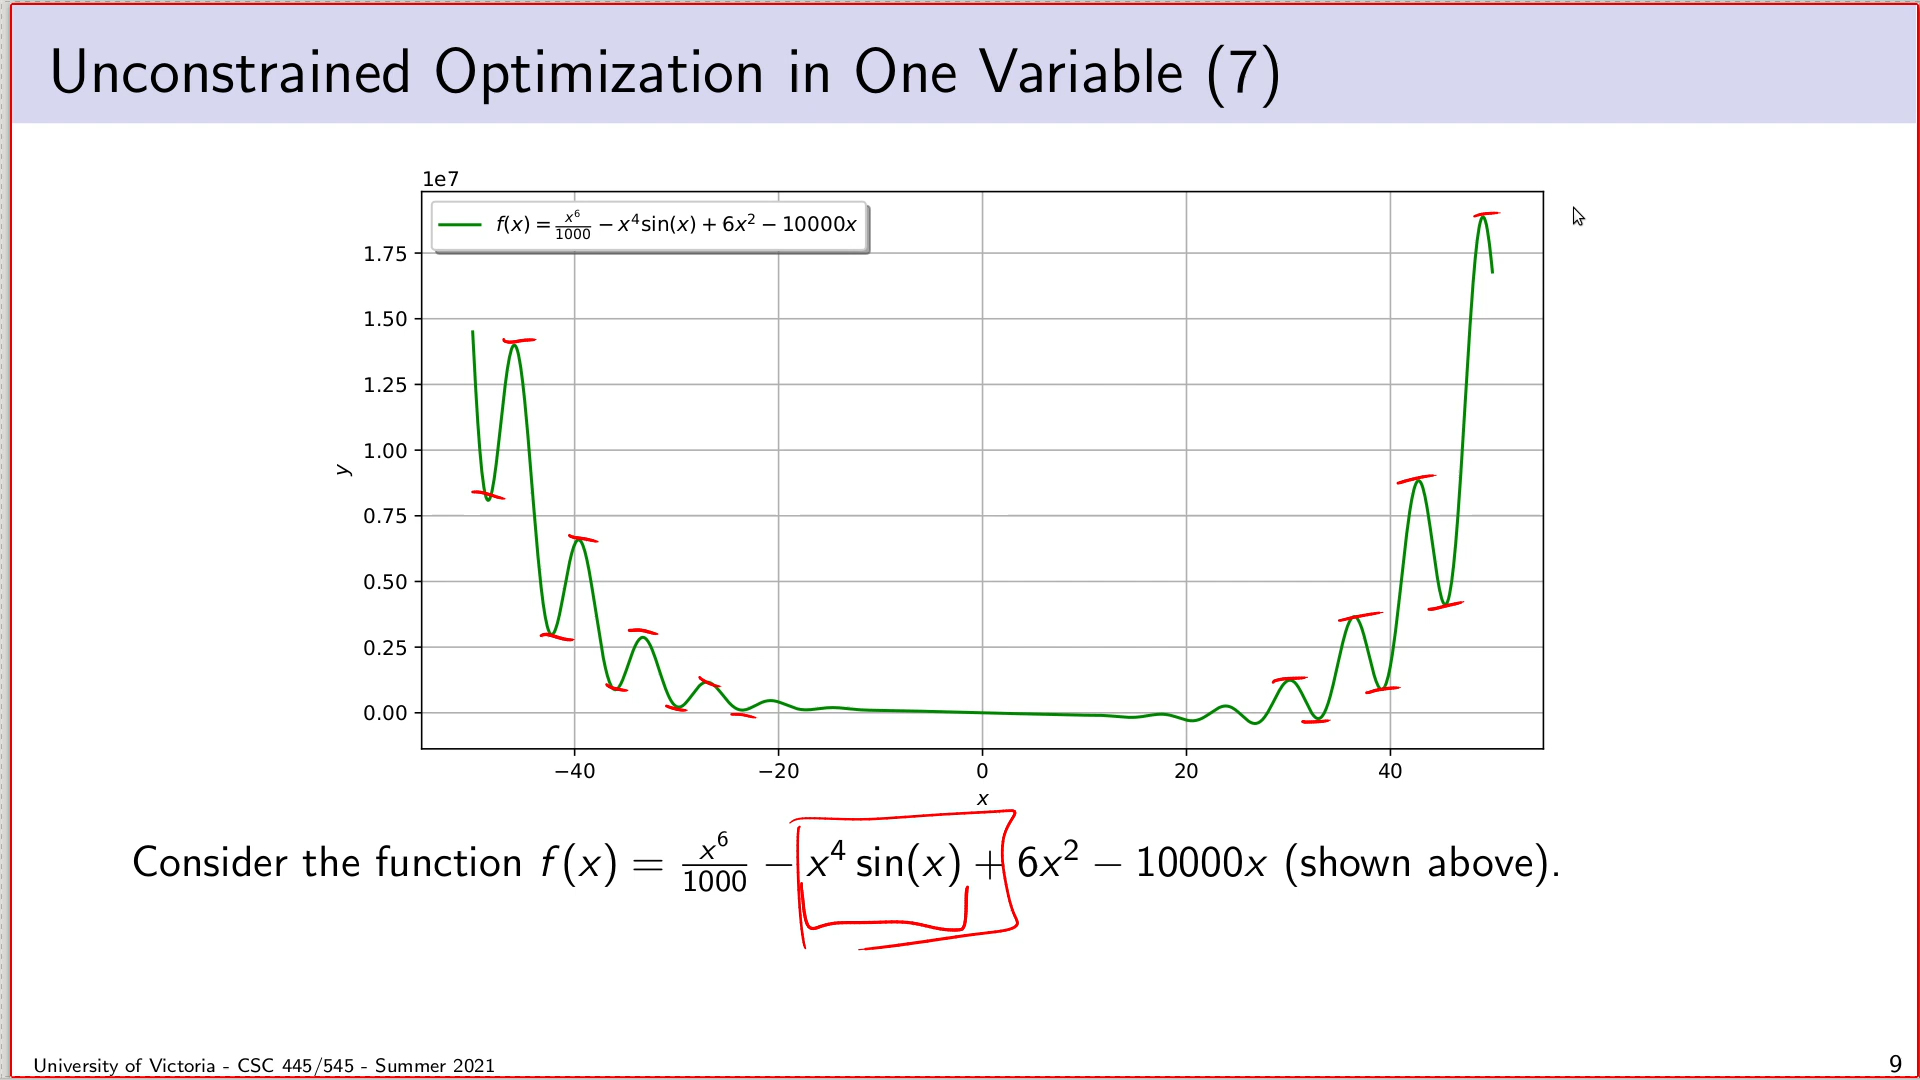 Unconstrained Optimization in One Variable (7)
1e7
f(x) = x⁶/1000 − x⁴sin(x) + 6x² − 10000x
1.75
1.50
1.25
1.00
0.75
0.50
0.25
0.00
y
−40 −20 0 20 40
x
Consider the function f(x) = x⁶/1000 − x⁴ sin(x) + 6x² − 10000x (shown above).
University of Victoria - CSC 445/545 - Summer 2021 9